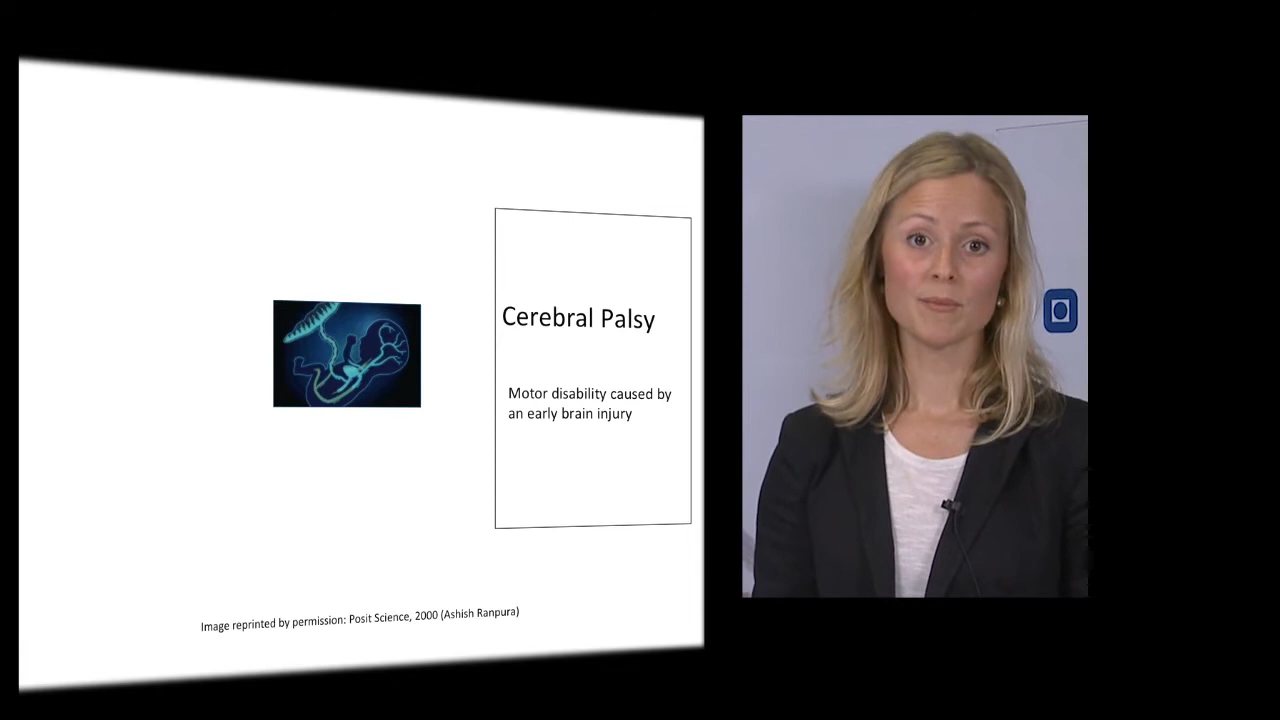 Cerebral Palsy
Motor disability caused by
an early brain injury
Image reprinted by permission: Posit Science, 2000 (Ashish Ranpura)